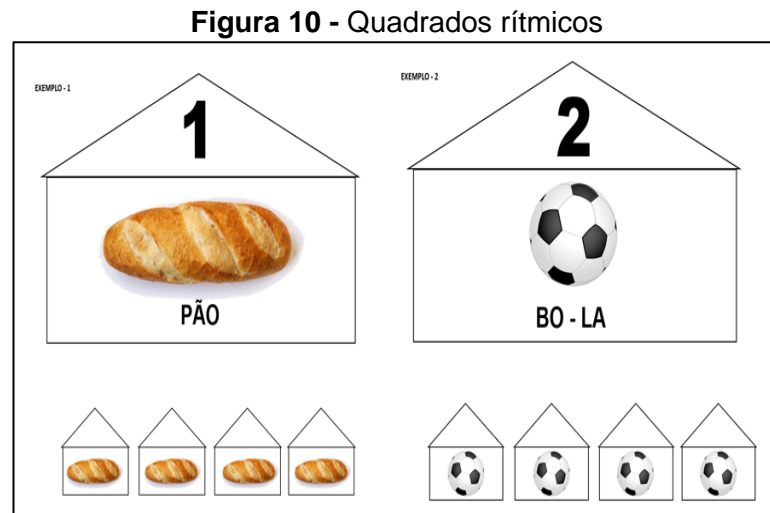 Figura 10 - Quadrados rítmicos
EXEMPLO - 1
1
PÃO
EXEMPLO - 2
2
BO - LA